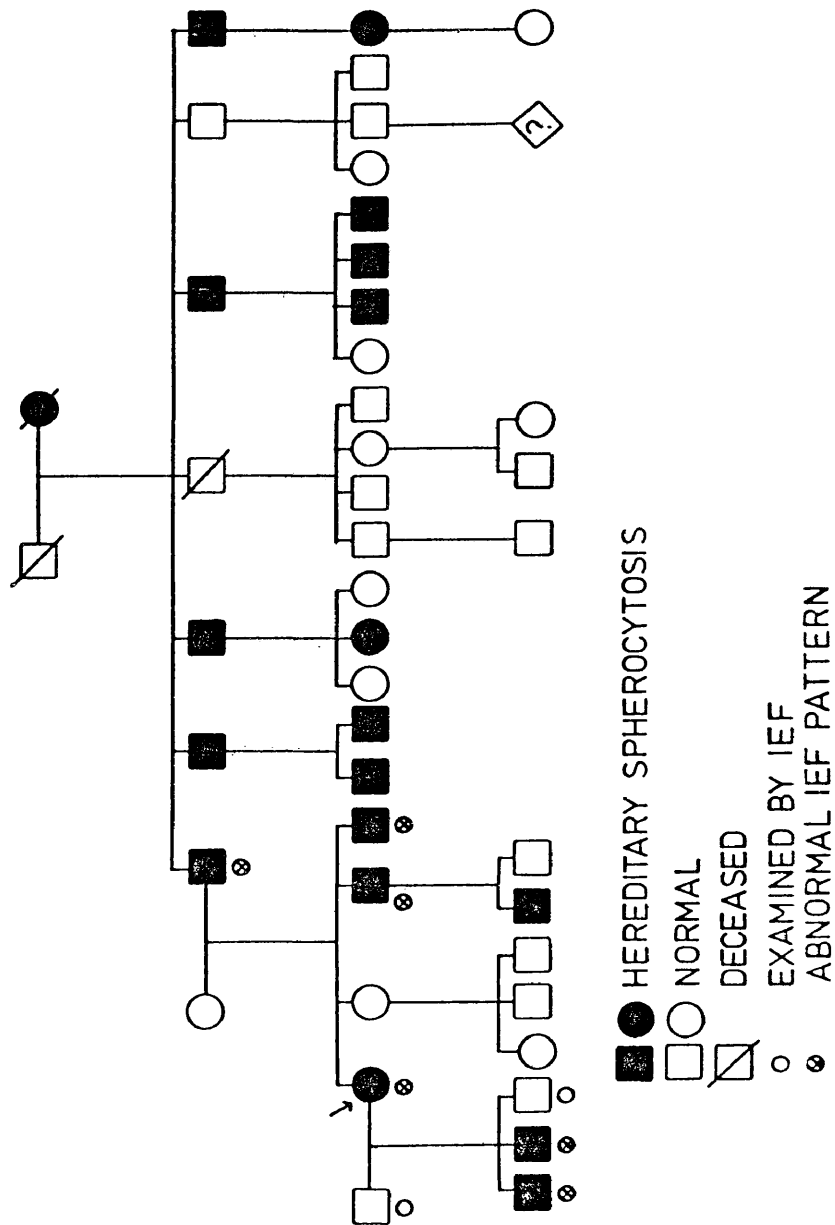 ¿
HEREDITARY SPHEROCYTOSIS
NORMAL
DECEASED
EXAMINED BY IEF
ABNORMAL IEF PATTERN